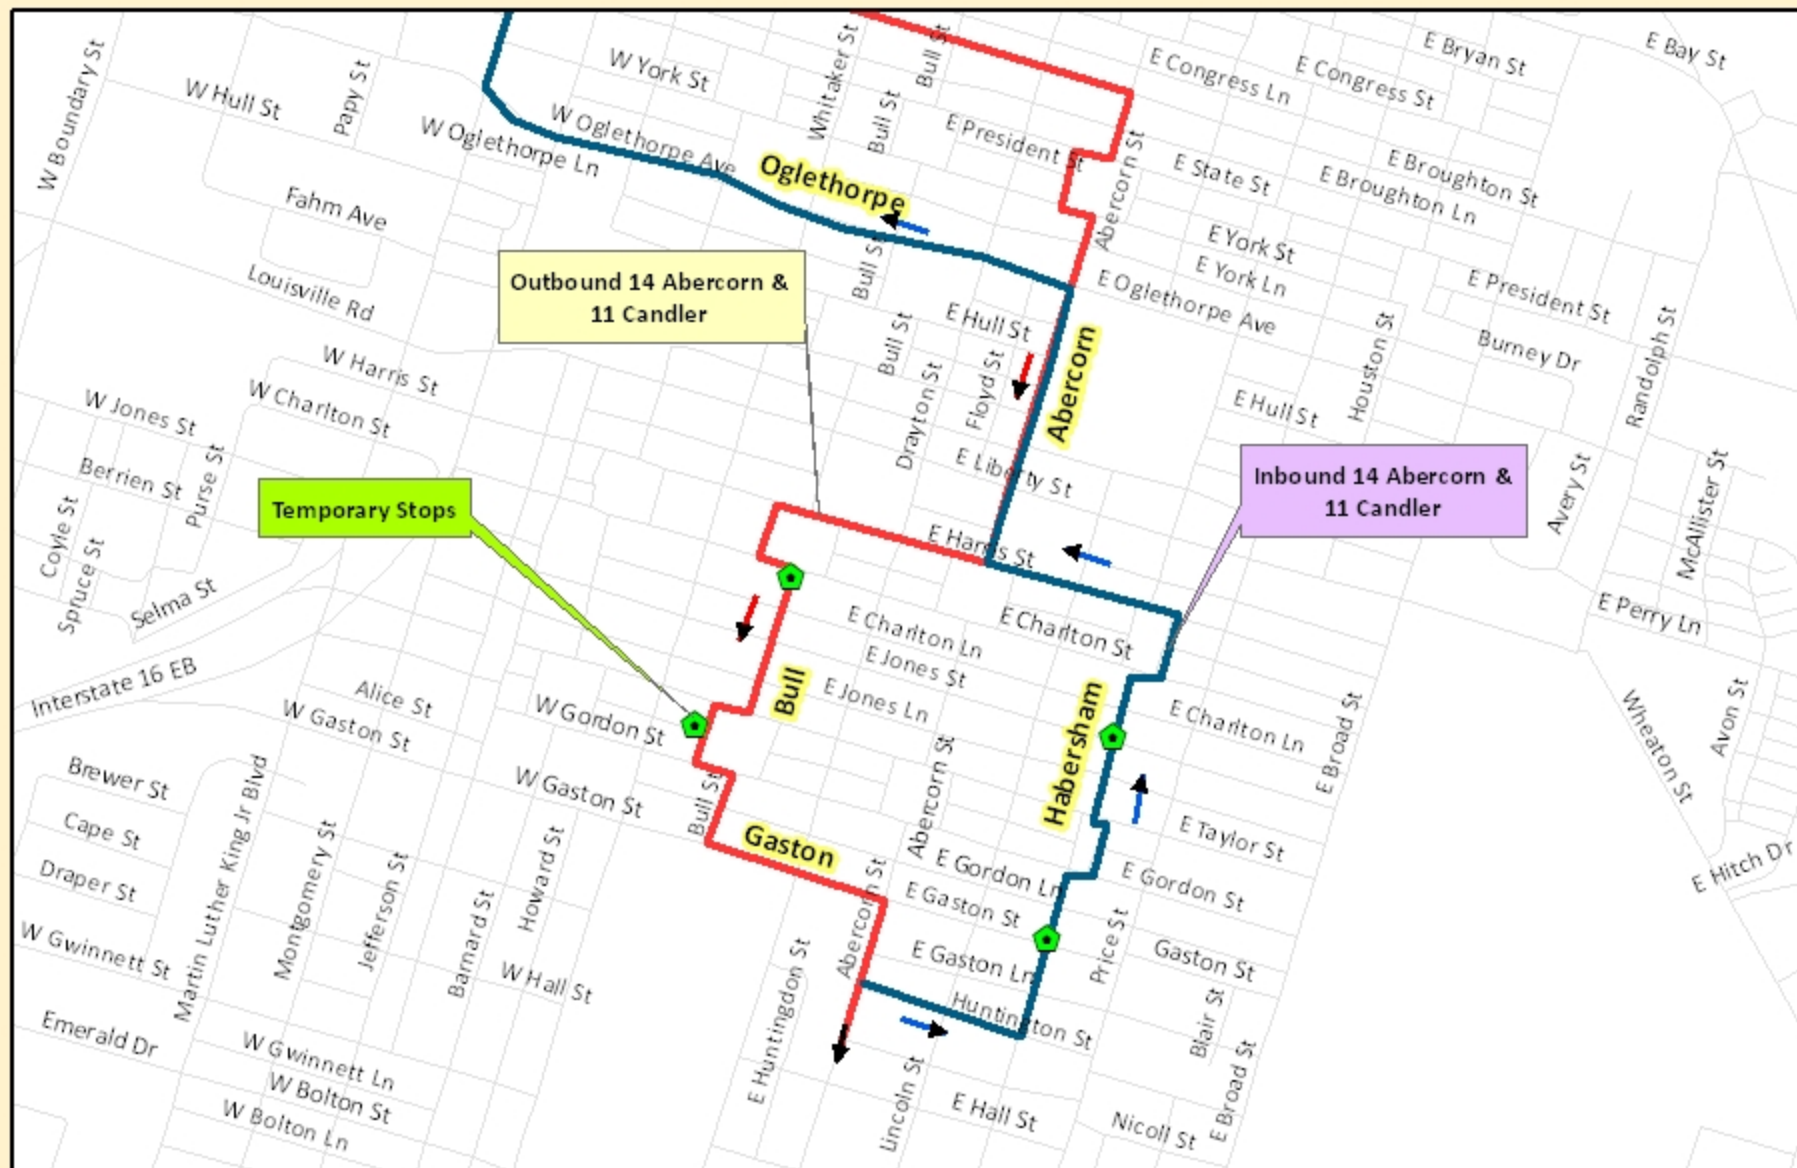 E Bay St
E Bryan St
E Congress St
E Congress Ln
Bull St
Whitaker St
W York St
W Boundary St
W Hull St
Papy St
W Oglethorpe Ave
W Oglethorpe Ln
Bull St
E President St
Abercorn St
E State St
E Broughton St
E Broughton Ln
Oglethorpe
Fahm Ave
E York St
E York Ln
E Oglethorpe Ave
E President St
Bull St
Louisville Rd
Outbound 14 Abercorn &
11 Candler
E Hull St
Bull St
Floyd St
Drayton St
Abercorn
Houston St
Burney Dr
Randolph St
W Harris St
W Charlton St
W Jones St
E Hull St
Berrien St
Purse St
E Liberty St
Inbound 14 Abercorn &
11 Candler
Avery St
McAllister St
Temporary Stops
Coyle St
Spruce St
Selma St
E Harris St
E Perry Ln
E Charlton Ln
E Charlton St
E Jones St
E Jones Ln
Bull
Habersham
Interstate 16 EB
Alice St
W Gaston St
W Gordon St
E Charlton Ln
E Broad St
Wheaton St
Avon St
Brewer St
Cape St
Draper St
W Gaston St
Bull St
Gaston
Abercorn St
E Taylor St
E Gordon Ln
E Gordon St
E Gaston St
E Hitch Dr
Martin Luther King Jr Blvd
Montgomery St
Jefferson St
Howard St
Barnard St
Abercorn St
W Gwinnett St
W Hall St
E Gaston Ln
Price St
Gaston St
Huntington St
E Huntingdon St
Blair St
Emerald Dr
W Gwinnett Ln
W Bolton St
W Bolton Ln
Lincoln St
E Hall St
Nicoll St
E Broad St